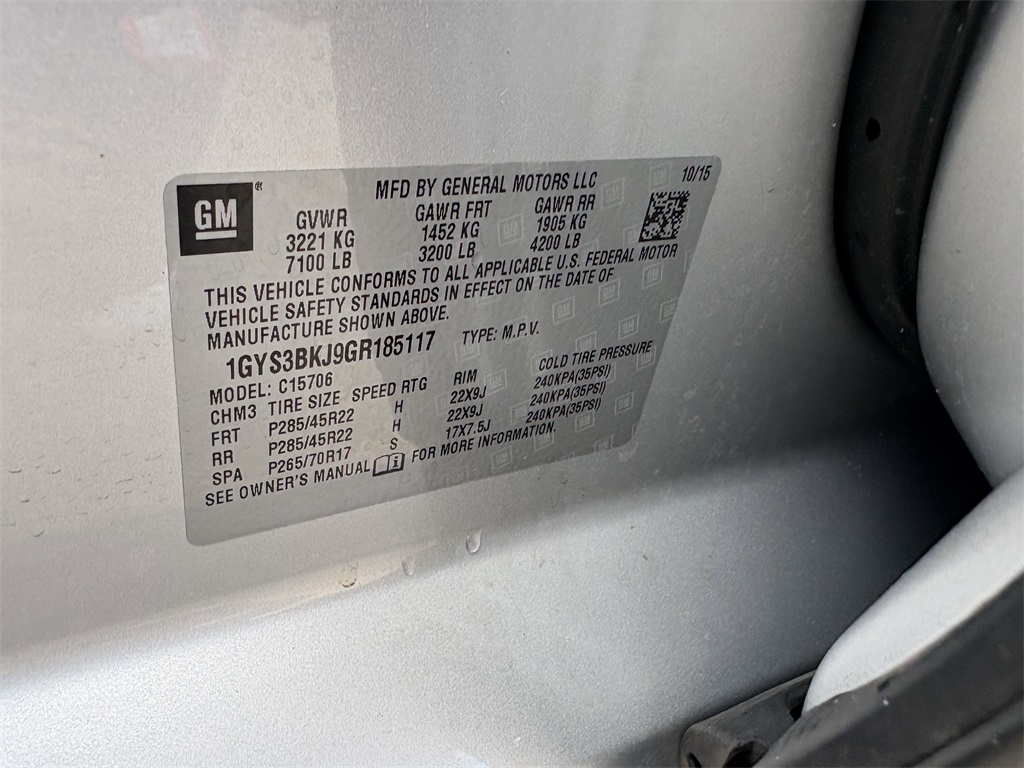 GM ®
MFD BY GENERAL MOTORS LLC 10/15
GVWR GAWR FRT GAWR RR
3221 KG 1452 KG 1905 KG
7100 LB 3200 LB 4200 LB
THIS VEHICLE CONFORMS TO ALL APPLICABLE U.S. FEDERAL MOTOR
VEHICLE SAFETY STANDARDS IN EFFECT ON THE DATE OF
MANUFACTURE SHOWN ABOVE.
1GYS3BKJ9GR185117 TYPE: M.P.V.
MODEL: C15706
CHM3 TIRE SIZE SPEED RTG RIM COLD TIRE PRESSURE
FRT P285/45R22 H 22X9J 240KPA(35PSI)
RR P285/45R22 H 22X9J 240KPA(35PSI)
SPA P265/70R17 S 17X7.5J 240KPA(35PSI)
SEE OWNER'S MANUAL FOR MORE INFORMATION.